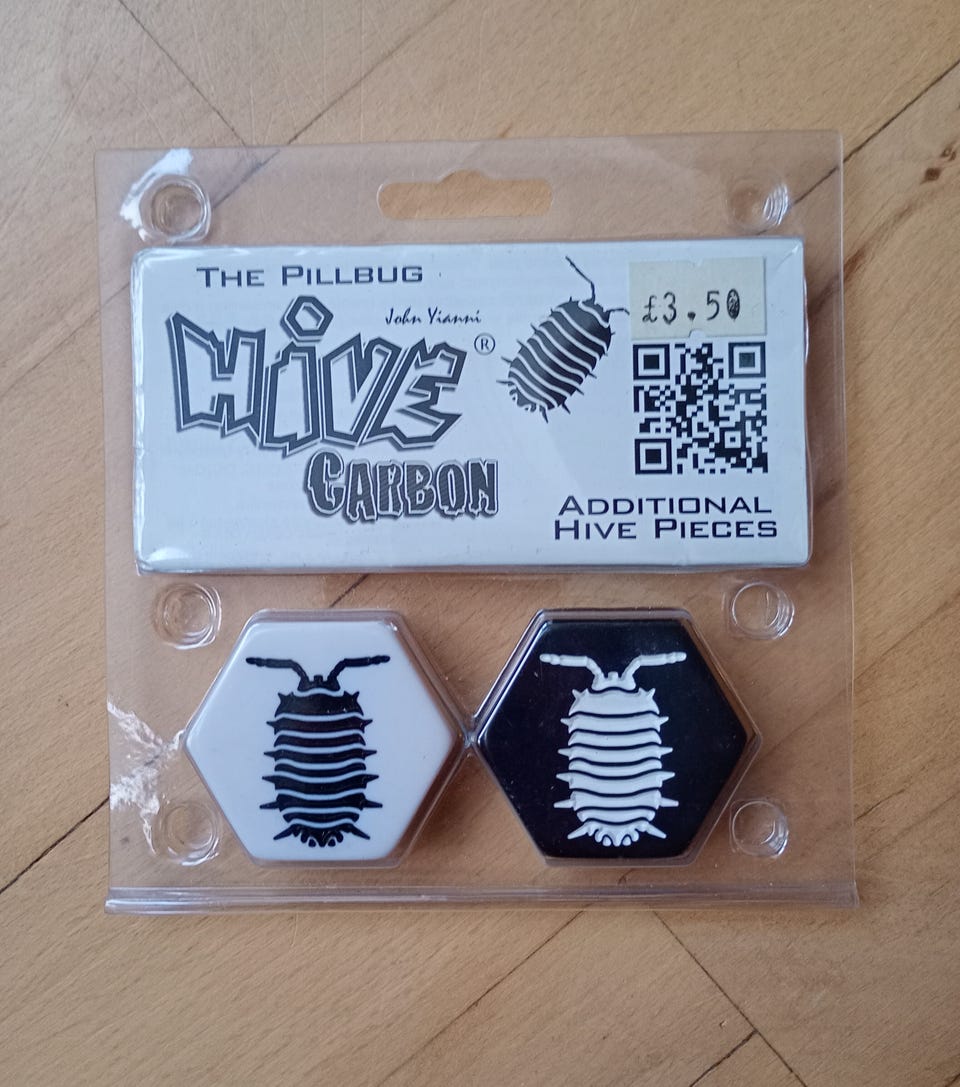 THE PILLBUG
John Yianni
HIVE®
CARBON
£3.50
ADDITIONAL
HIVE PIECES